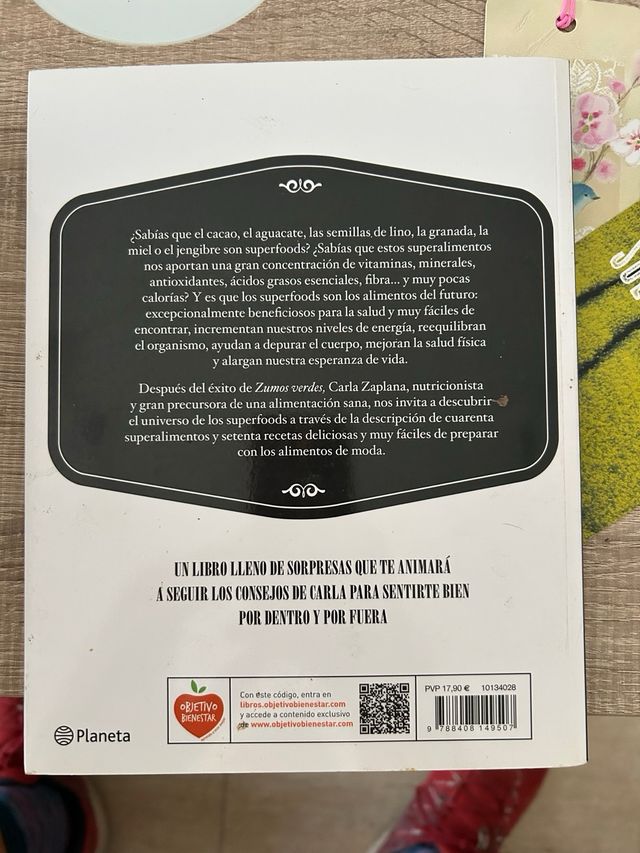 ¿Sabías que el cacao, el aguacate, las semillas de lino, la granada, la
miel o el jengibre son superfoods? ¿Sabías que estos superalimentos
nos aportan una gran concentración de vitaminas, minerales,
antioxidantes, ácidos grasos esenciales, fibra... y muy pocas
calorías? Y es que los superfoods son los alimentos del futuro:
excepcionalmente beneficiosos para la salud y muy fáciles de
encontrar, incrementan nuestros niveles de energía, reequilibran
el organismo, ayudan a depurar el cuerpo, mejoran la salud física
y alargan nuestra esperanza de vida.
Después del éxito de Zumos verdes, Carla Zaplana, nutricionista
y gran precursora de una alimentación sana, nos invita a descubrir
el universo de los superfoods a través de la descripción de cuarenta
superalimentos y setenta recetas deliciosas y muy fáciles de preparar
con los alimentos de moda.
UN LIBRO LLENO DE SORPRESAS QUE TE ANIMARÁ
A SEGUIR LOS CONSEJOS DE CARLA PARA SENTIRTE BIEN
POR DENTRO Y POR FUERA
Planeta
OBJETIVO
BIENESTAR
Con este código, entra en
libros.objetivobienestar.com
y accede a contenido exclusivo
de www.objetivobienestar.com
PVP 17,90 € 10134028
9 788408 149507